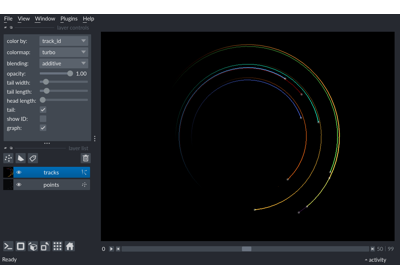 File View Window Plugins Help
layer controls
color by: track_id
colormap: turbo
blending: additive
opacity: 1.00
tail width:
tail length:
head length:
tail:
show ID:
graph:
layer list
tracks
points
0 50 99
Ready activity